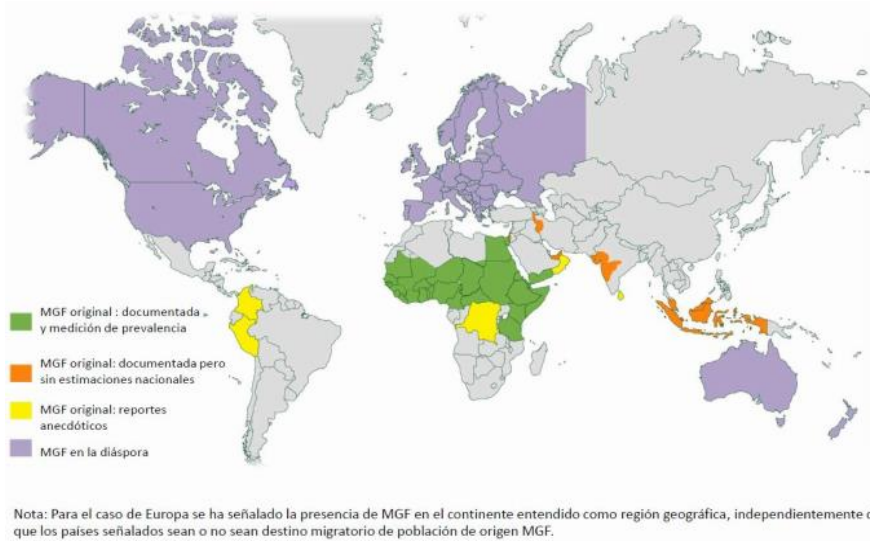 MGF original : documentada
y medición de prevalencia
MGF original: documentada pero
sin estimaciones nacionales
MGF original: reportes
anecdóticos
MGF en la diáspora
Nota: Para el caso de Europa se ha señalado la presencia de MGF en el continente entendido como región geográfica, independientemente
que los países señalados sean o no sean destino migratorio de población de origen MGF.